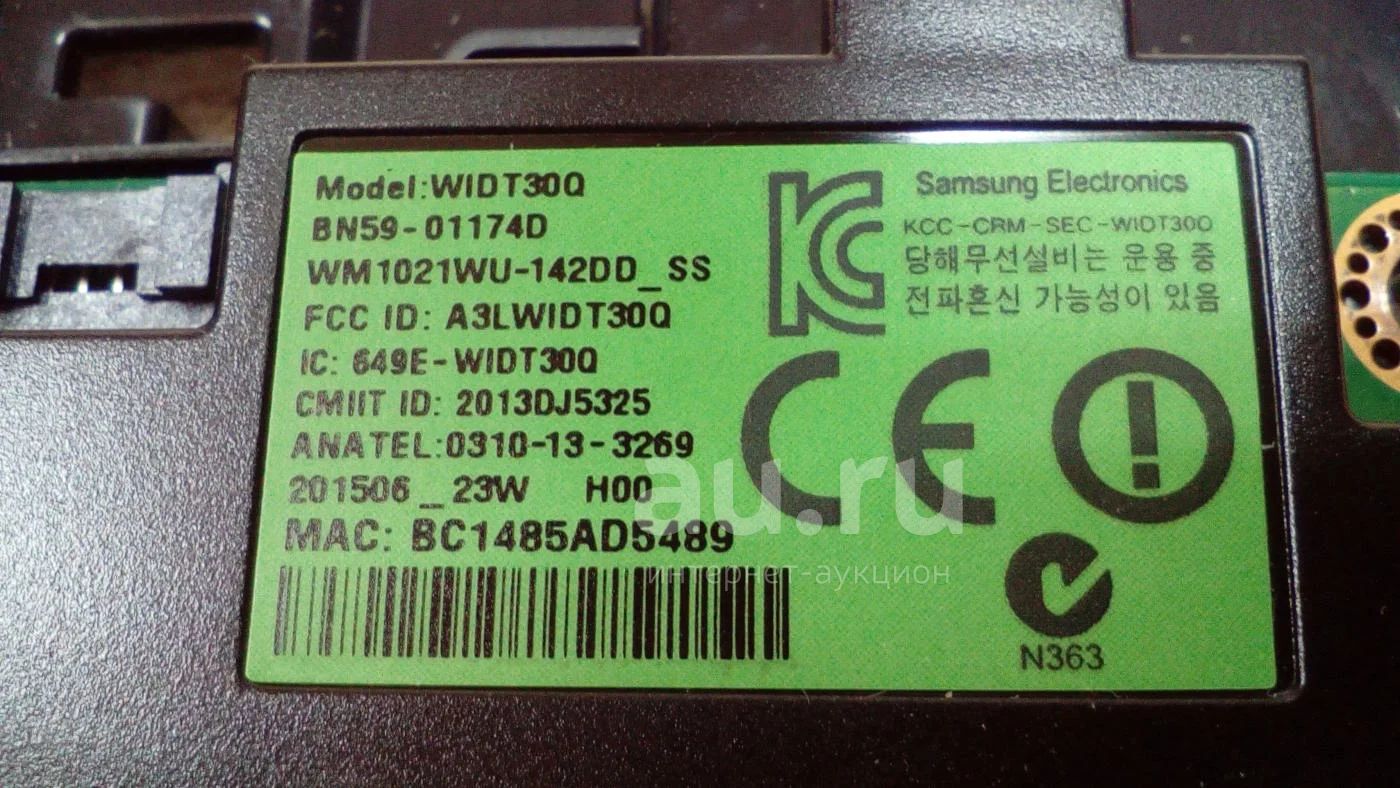 Model:WIDT30Q
BN59-01174D
WM1021WU-142DD_SS
FCC ID: A3LWIDT30Q
IC: 649E-WIDT30Q
CMIIT ID: 2013DJ5325
ANATEL:0310-13-3269
201506_23W H00
MAC: BC1485AD5489
Samsung Electronics
KCC-CRM-SEC-WIDT30Q
당해무선설비는 운용 중
전파혼신 가능성이 있음
CE
N363
au.ru
интернет-аукцион